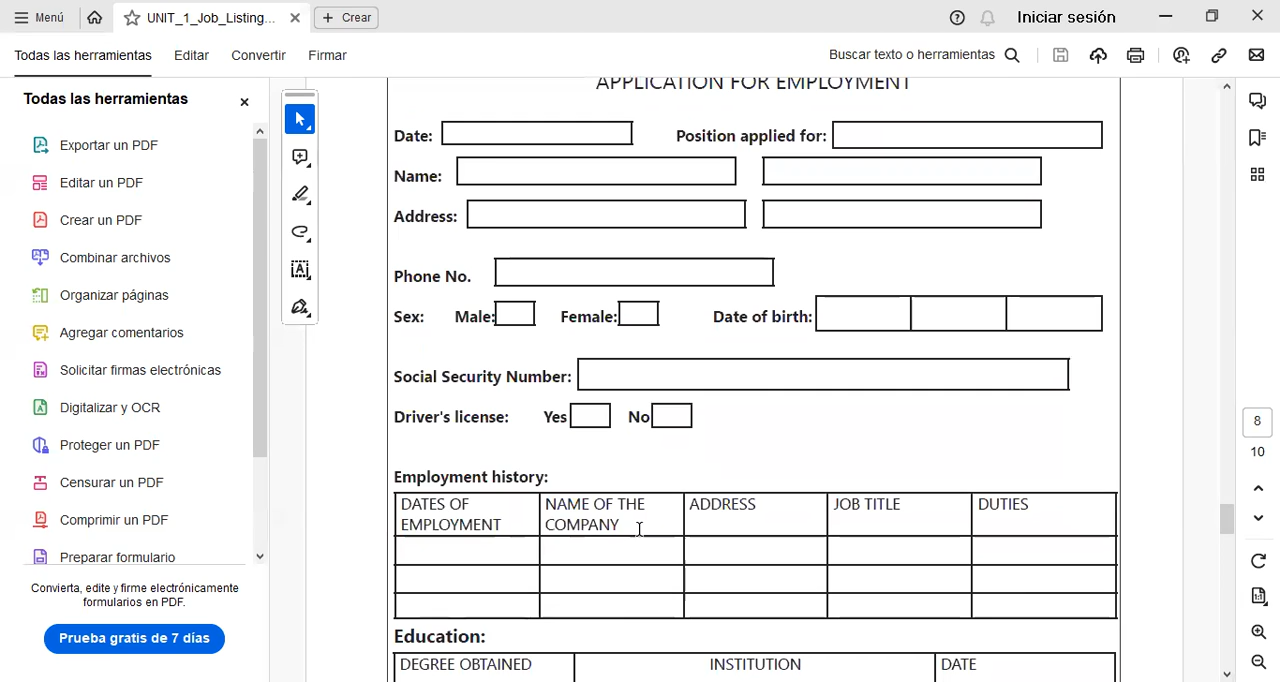 Menú
UNIT_1_Job_Listing...
Crear
Iniciar sesión
Todas las herramientas
Editar
Convertir
Firmar
Buscar texto o herramientas
Todas las herramientas
Exportar un PDF
Editar un PDF
Crear un PDF
Combinar archivos
Organizar páginas
Agregar comentarios
Solicitar firmas electrónicas
Digitalizar y OCR
Proteger un PDF
Censurar un PDF
Comprimir un PDF
Preparar formulario
Convierta, edite y firme electrónicamente
formularios en PDF.
Prueba gratis de 7 días
APPLICATION FOR EMPLOYMENT
Date: Position applied for:
Name:
Address:
Phone No.
Sex: Male: Female: Date of birth:
Social Security Number:
Driver's license: Yes No
Employment history:
DATES OF EMPLOYMENT
NAME OF THE COMPANY
ADDRESS
JOB TITLE
DUTIES
Education:
DEGREE OBTAINED INSTITUTION DATE
8
10